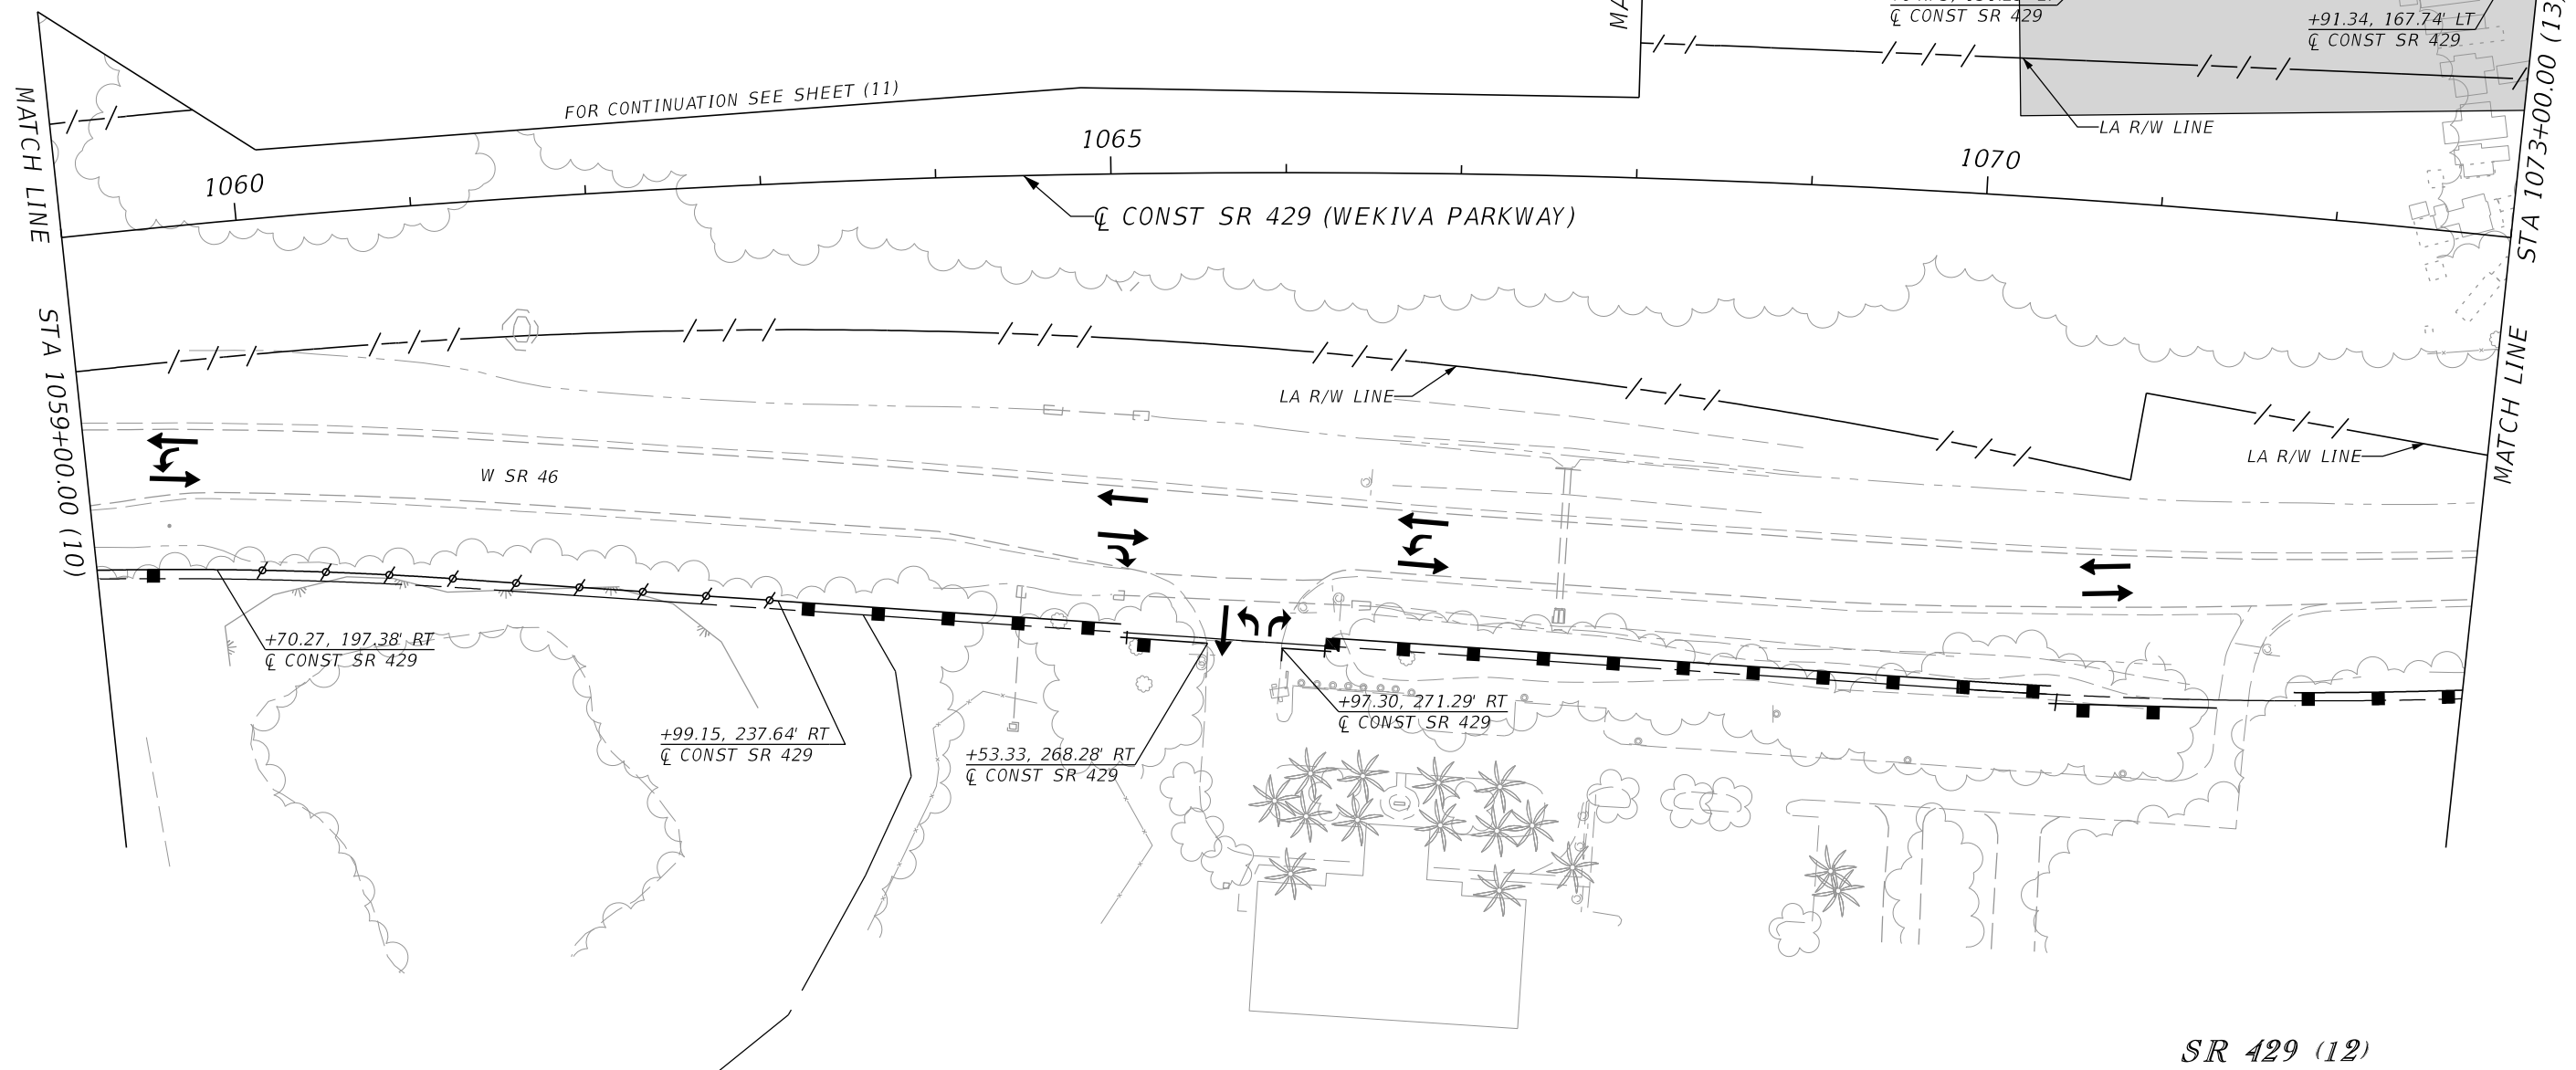 MA
℄ CONST SR 429
+91.34, 167.74' LT
℄ CONST SR 429
STA 1073+00.00 (13)
MATCH LINE
FOR CONTINUATION SEE SHEET (11)
LA R/W LINE
1060
1065
1070
℄ CONST SR 429 (WEKIVA PARKWAY)
MATCH LINE
STA 1059+00.00 (10)
LA R/W LINE
LA R/W LINE
W SR 46
+70.27, 197.38' RT
℄ CONST SR 429
+99.15, 237.64' RT
℄ CONST SR 429
+53.33, 268.28' RT
℄ CONST SR 429
+97.30, 271.29' RT
℄ CONST SR 429
SR 429 (12)